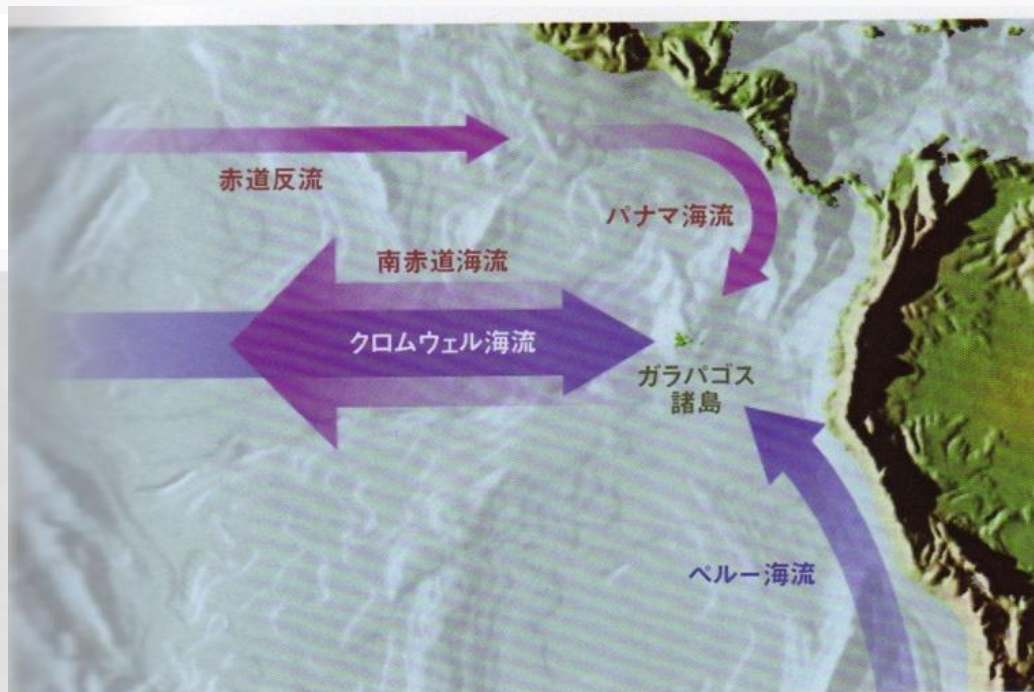 赤道反流
パナマ海流
南赤道海流
クロムウェル海流
ガラパゴス
諸島
ペルー海流